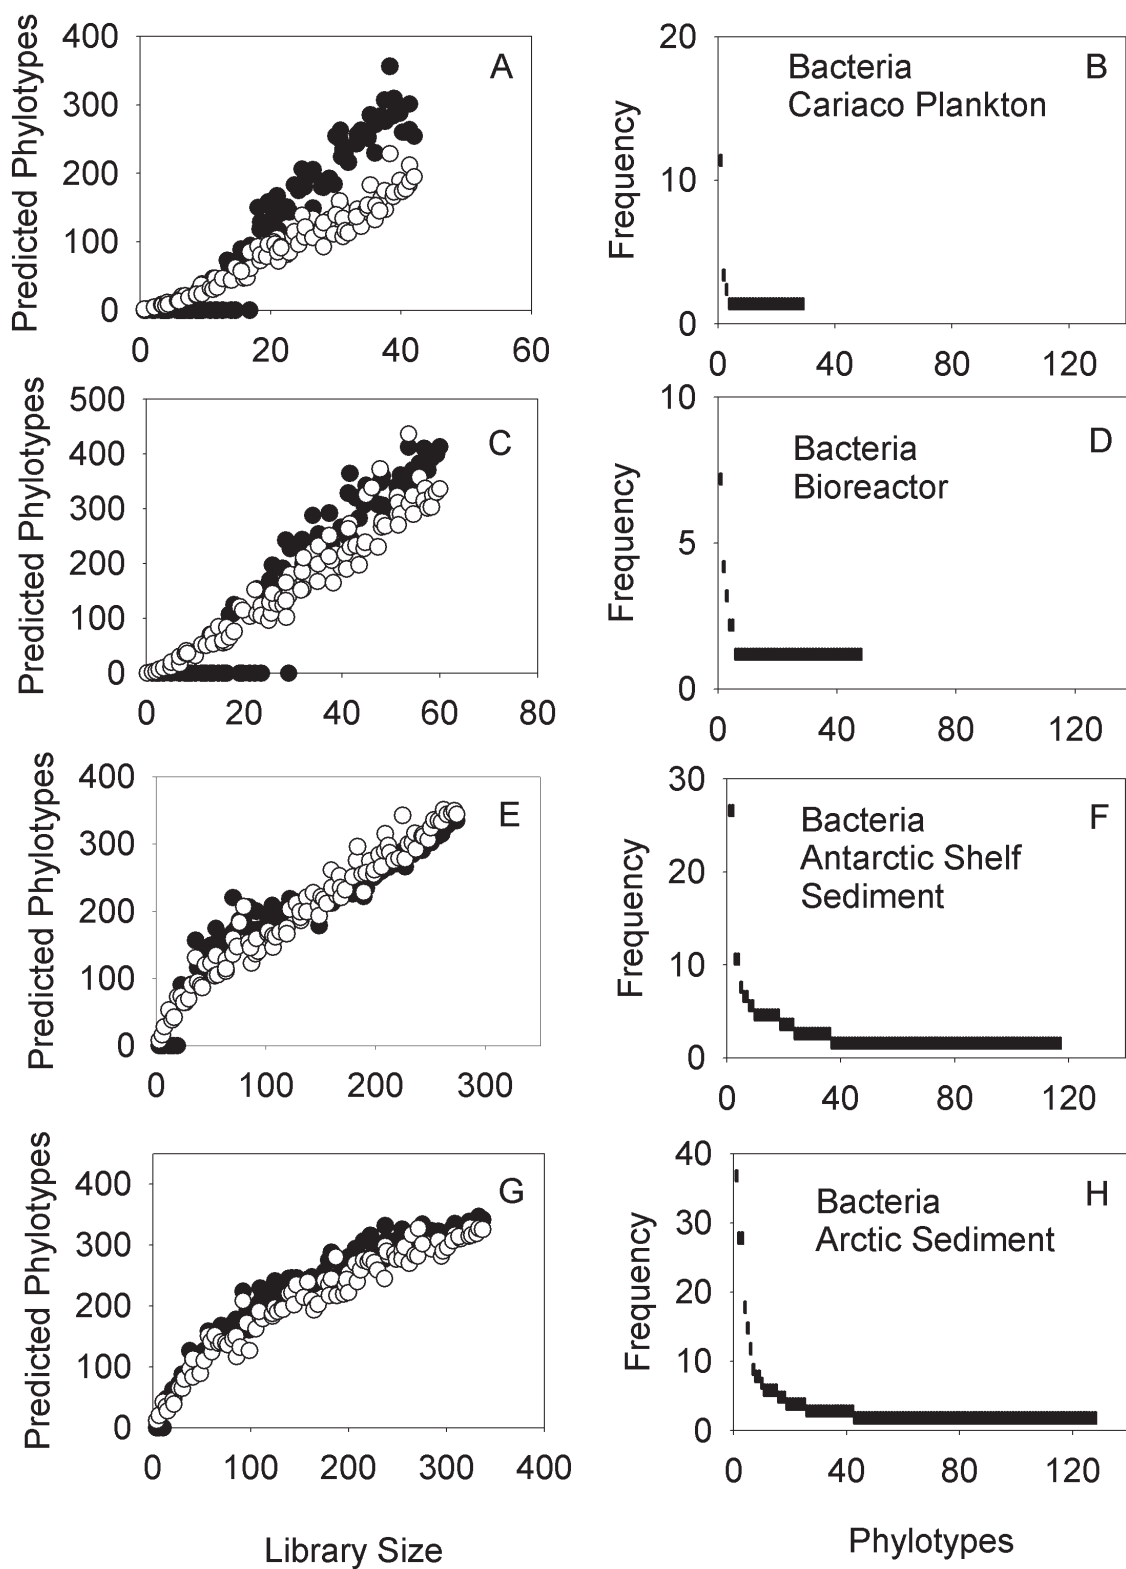 Predicted Phylotypes
400
300
200
100
0
0
20
40
60
A
Frequency
20
10
0
0
40
80
120
Bacteria
Cariaco Plankton
B
Predicted Phylotypes
500
400
300
200
100
0
0
20
40
60
80
C
Frequency
10
5
0
0
40
80
120
Bacteria
Bioreactor
D
Predicted Phylotypes
400
300
200
100
0
0
100
200
300
E
Frequency
30
20
10
0
0
40
80
120
Bacteria
Antarctic Shelf
Sediment
F
Predicted Phylotypes
400
300
200
100
0
0
100
200
300
400
G
Frequency
40
30
20
10
0
0
40
80
120
Bacteria
Arctic Sediment
H
Library Size
Phylotypes